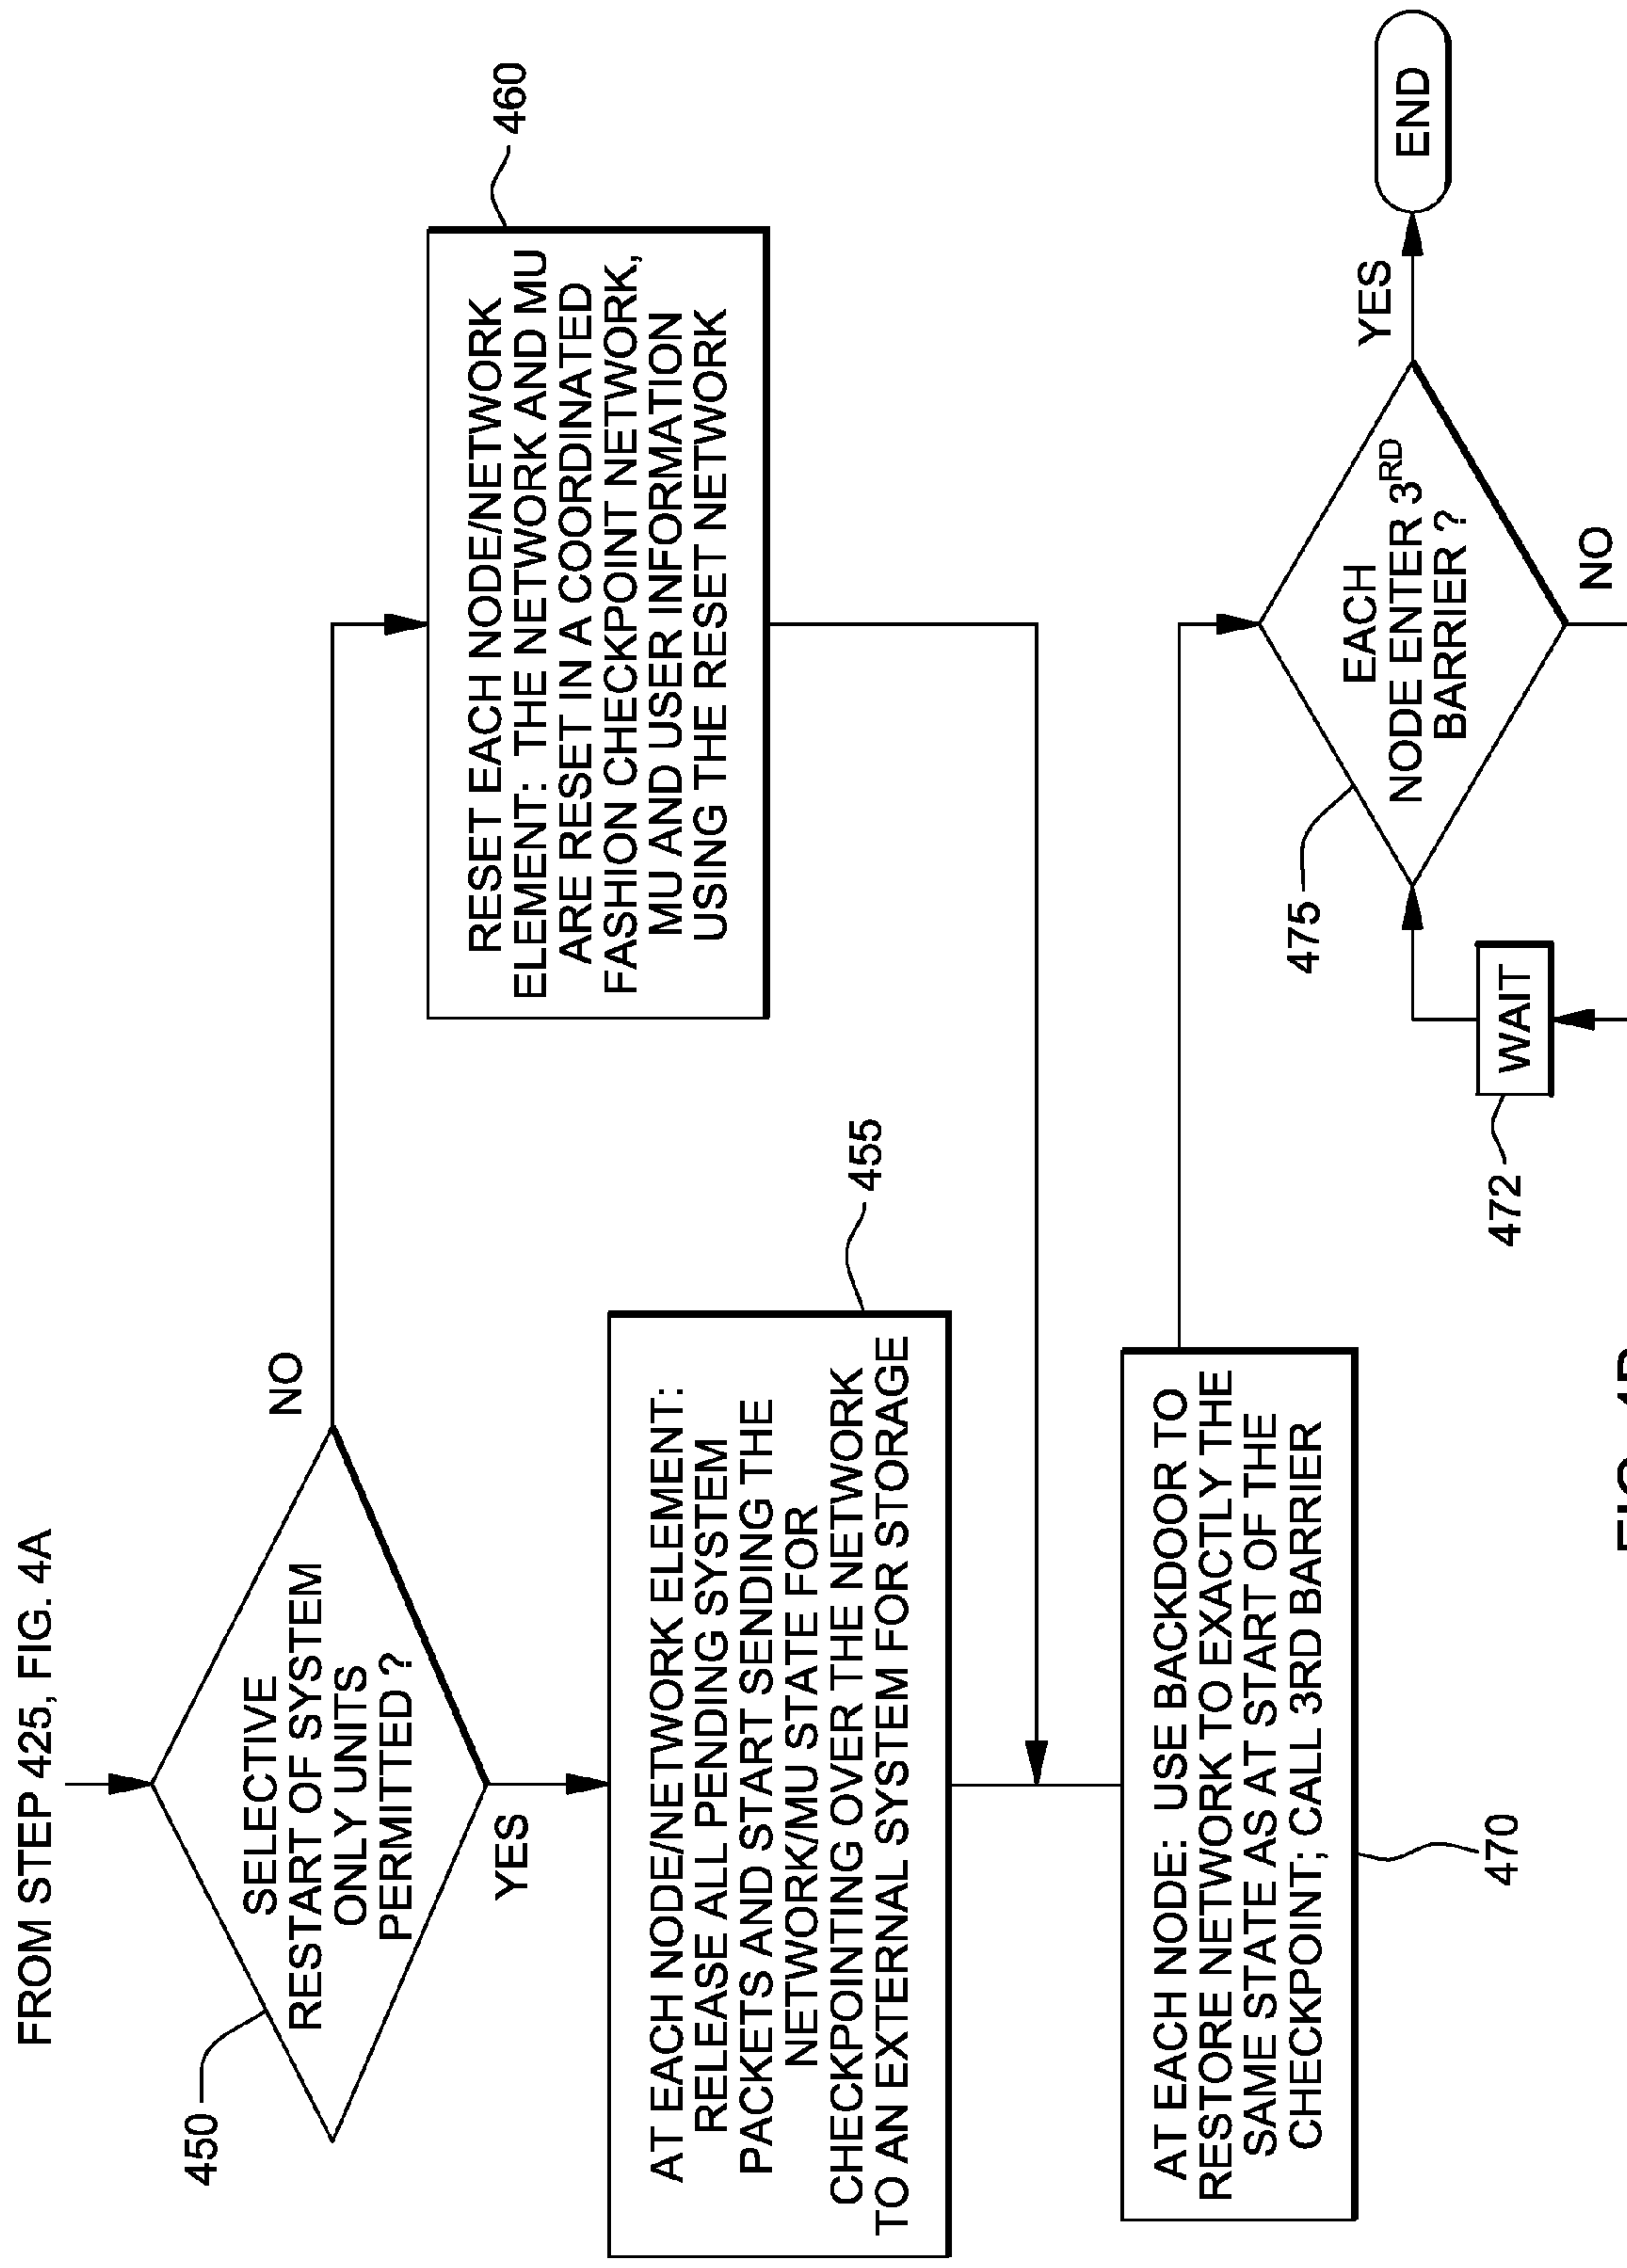 FROM STEP 425, FIG. 4A
450
SELECTIVE
RESTART OF SYSTEM
ONLY UNITS
PERMITTED ?
NO
YES
460
RESET EACH NODE/NETWORK
ELEMENT: THE NETWORK AND MU
ARE RESET IN A COORDINATED
FASHION CHECKPOINT NETWORK,
MU AND USER INFORMATION
USING THE RESET NETWORK
455
AT EACH NODE/NETWORK ELEMENT:
RELEASE ALL PENDING SYSTEM
PACKETS AND START SENDING THE
NETWORK/MU STATE FOR
CHECKPOINTING OVER THE NETWORK
TO AN EXTERNAL SYSTEM FOR STORAGE
AT EACH NODE: USE BACKDOOR TO
RESTORE NETWORK TO EXACTLY THE
SAME STATE AS AT START OF THE
CHECKPOINT; CALL 3RD BARRIER
470
475
EACH
NODE ENTER 3RD
BARRIER ?
YES
END
NO
WAIT
472